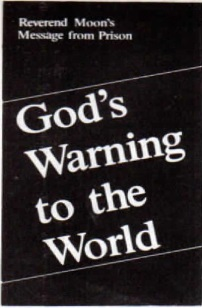 Reverend Moon's
Message from Prison
God's
Warning
to the
World